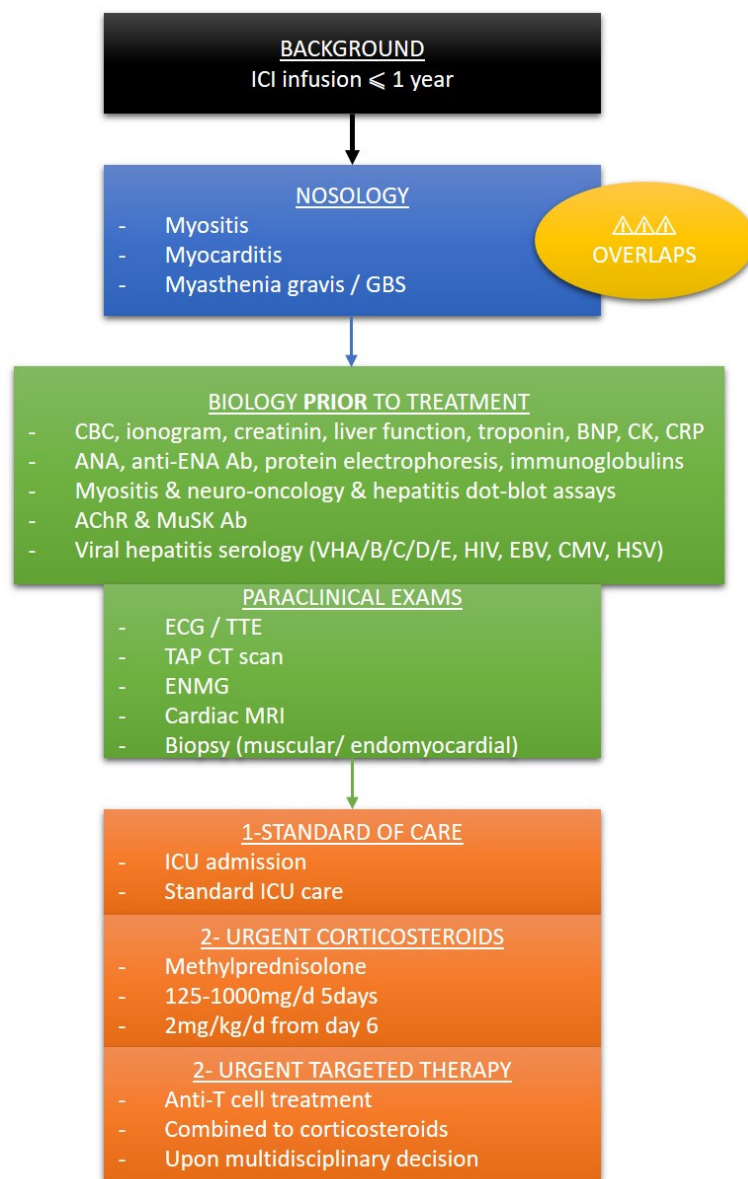 BACKGROUND
ICI infusion ⩽ 1 year
NOSOLOGY
- Myositis
- Myocarditis
- Myasthenia gravis / GBS
⚠⚠⚠
OVERLAPS
BIOLOGY PRIOR TO TREATMENT
- CBC, ionogram, creatinin, liver function, troponin, BNP, CK, CRP
- ANA, anti-ENA Ab, protein electrophoresis, immunoglobulins
- Myositis & neuro-oncology & hepatitis dot-blot assays
- AChR & MuSK Ab
- Viral hepatitis serology (VHA/B/C/D/E, HIV, EBV, CMV, HSV)
PARACLINICAL EXAMS
- ECG / TTE
- TAP CT scan
- ENMG
- Cardiac MRI
- Biopsy (muscular/ endomyocardial)
1-STANDARD OF CARE
- ICU admission
- Standard ICU care
2- URGENT CORTICOSTEROIDS
- Methylprednisolone
- 125-1000mg/d 5days
- 2mg/kg/d from day 6
2- URGENT TARGETED THERAPY
- Anti-T cell treatment
- Combined to corticosteroids
- Upon multidisciplinary decision